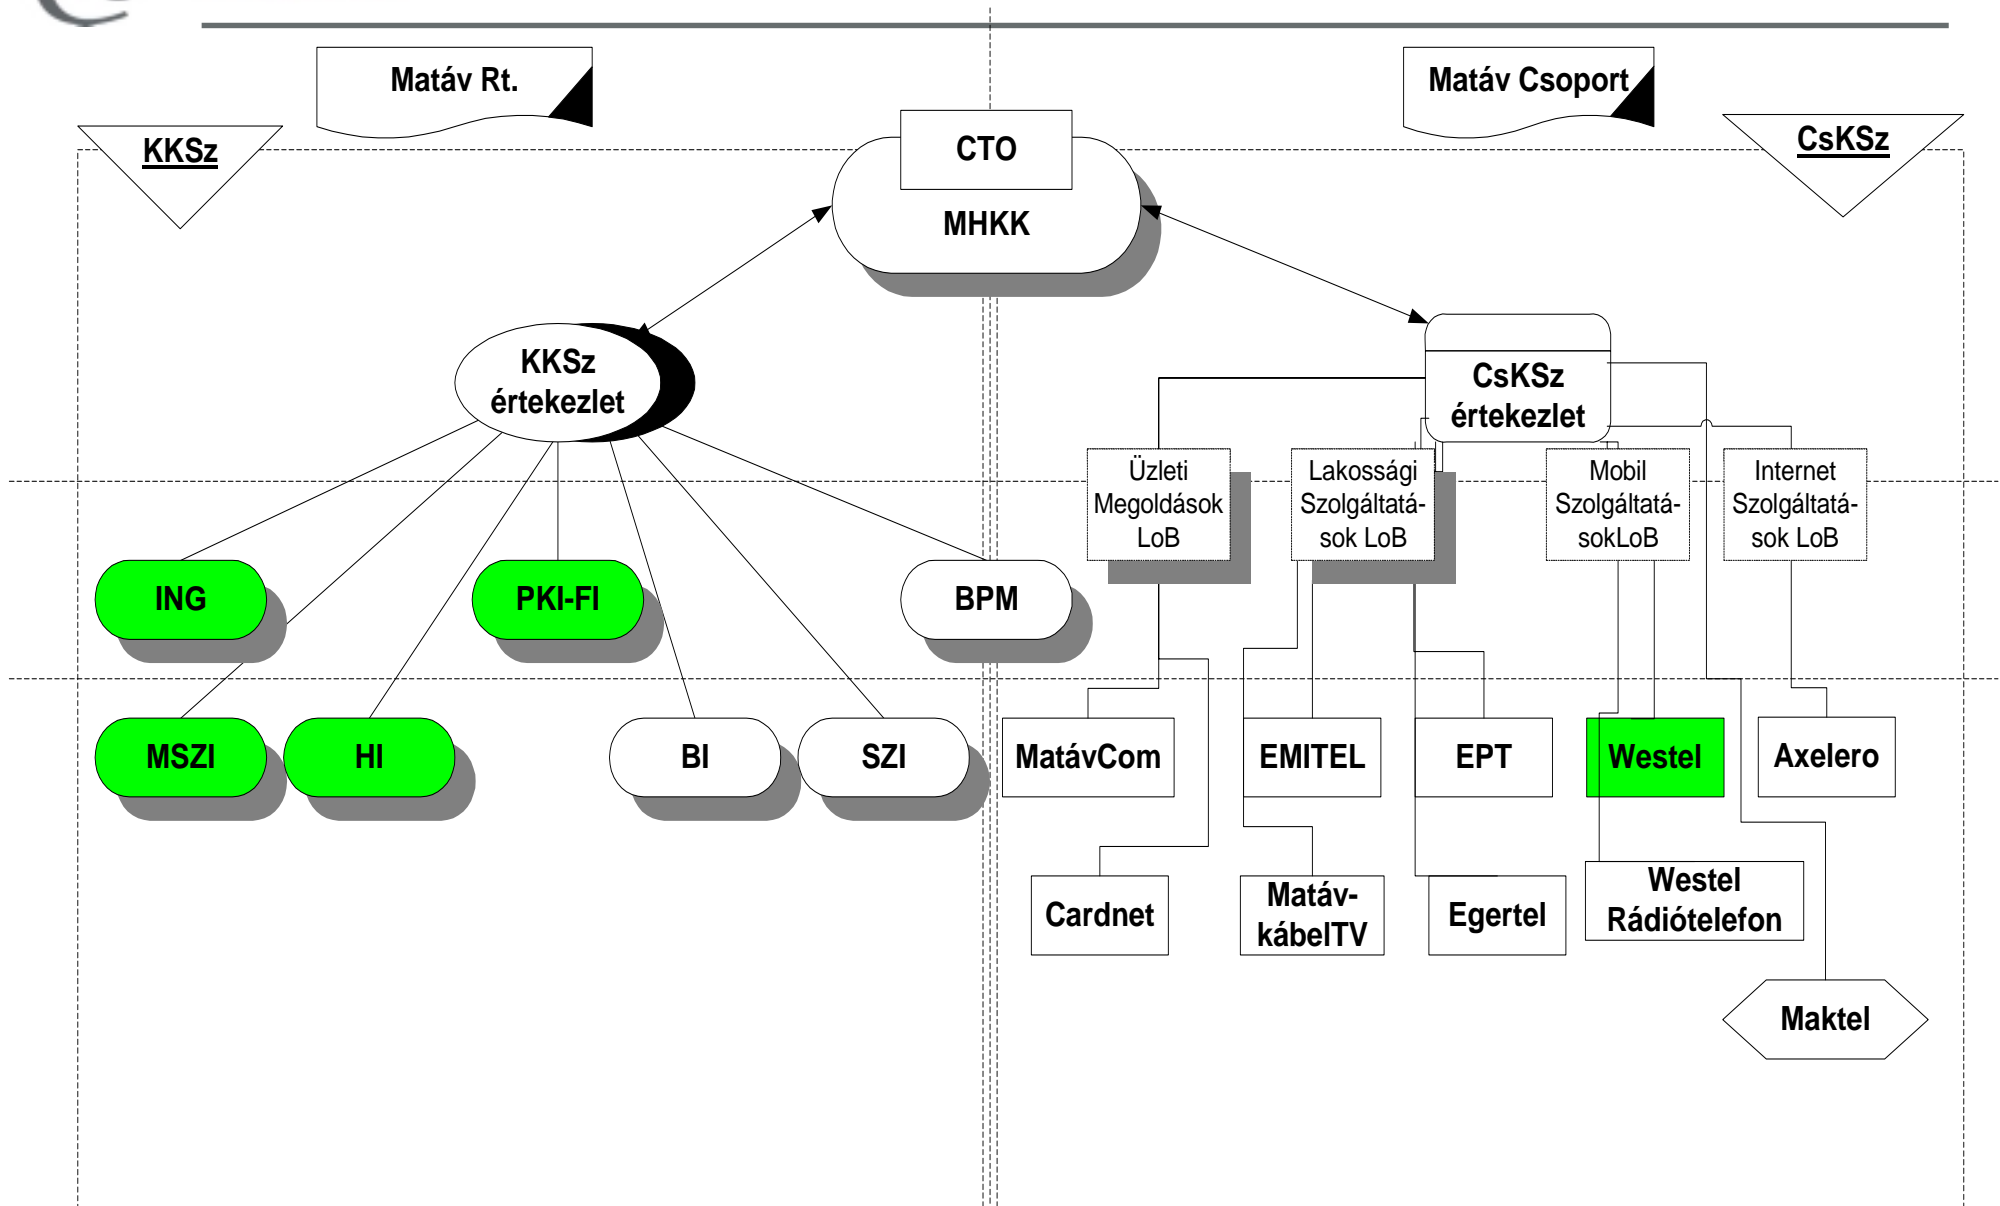 Matáv Rt.
Matáv Csoport
KKSz
CTO
CsKSz
MHKK
KKSz
értekezlet
CsKSz
értekezlet
Üzleti
Megoldások
LoB
Lakossági
Szolgáltatá-
sok LoB
Mobil
Szolgáltatá-
sokLoB
Internet
Szolgáltatá-
sok LoB
ING
PKI-FI
BPM
MSZI
HI
BI
SZI
MatávCom
EMITEL
EPT
Westel
Axelero
Cardnet
Matáv-
kábelTV
Egertel
Westel
Rádiótelefon
Maktel